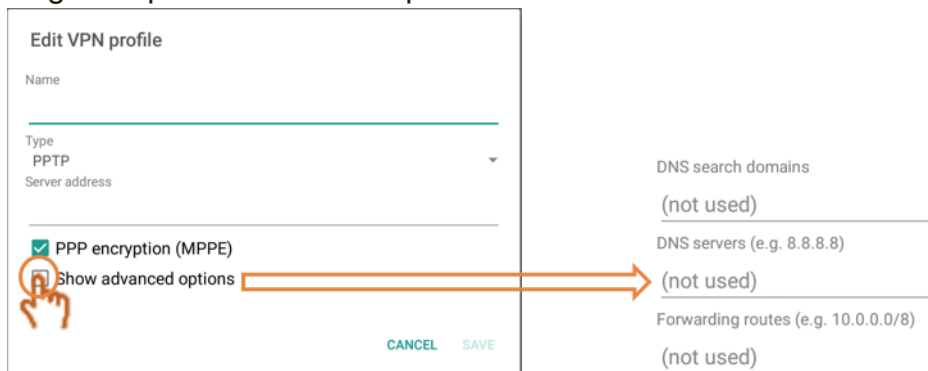 Edit VPN profile
Name
Type
PPTP
Server address
PPP encryption (MPPE)
Show advanced options
CANCEL SAVE
DNS search domains
(not used)
DNS servers (e.g. 8.8.8.8)
(not used)
Forwarding routes (e.g. 10.0.0.0/8)
(not used)